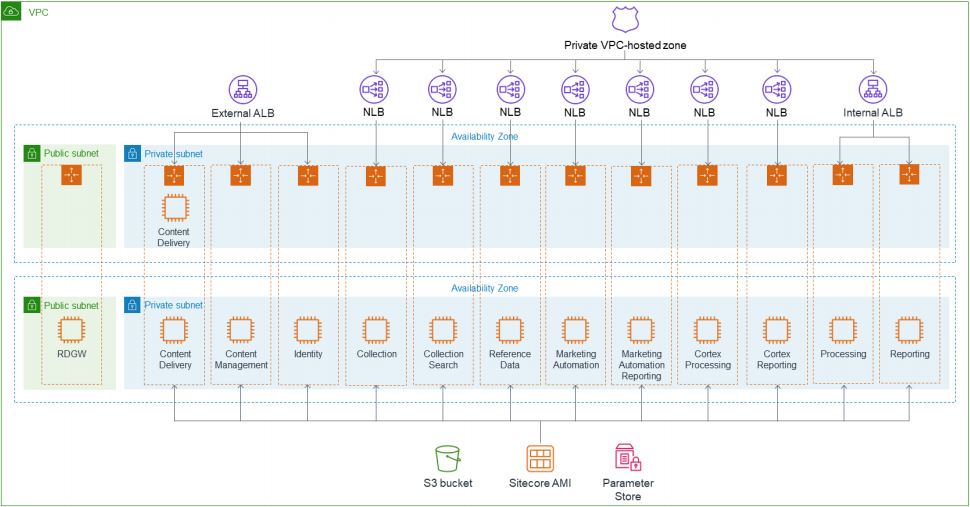 VPC
Private VPC-hosted zone
External ALB
NLB
NLB
NLB
NLB
NLB
NLB
NLB
Internal ALB
Availability Zone
Public subnet
Private subnet
Content
Delivery
Availability Zone
Public subnet
Private subnet
RDGW
Content
Delivery
Content
Management
Identity
Collection
Collection
Search
Reference
Data
Marketing
Automation
Marketing
Automation
Reporting
Cortex
Processing
Cortex
Reporting
Processing
Reporting
S3 bucket
Sitecore AMI
Parameter
Store